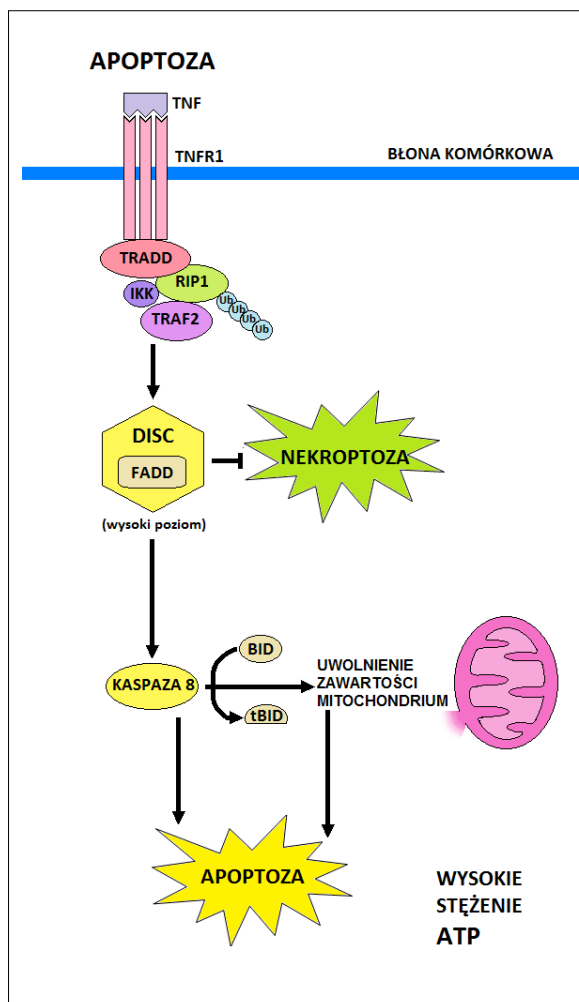 APOPTOZA
TNF
TNFR1
BŁONA KOMÓRKOWA
TRADD
RIP1
IKK
TRAF2
Ub
Ub
Ub
Ub
DISC
FADD
(wysoki poziom)
NEKROPTOZA
BID
KASPAZA 8
tBID
UWOLNIENIE
ZAWARTOŚCI
MITOCHONDRIUM
APOPTOZA
WYSOKIE
STĘŻENIE
ATP